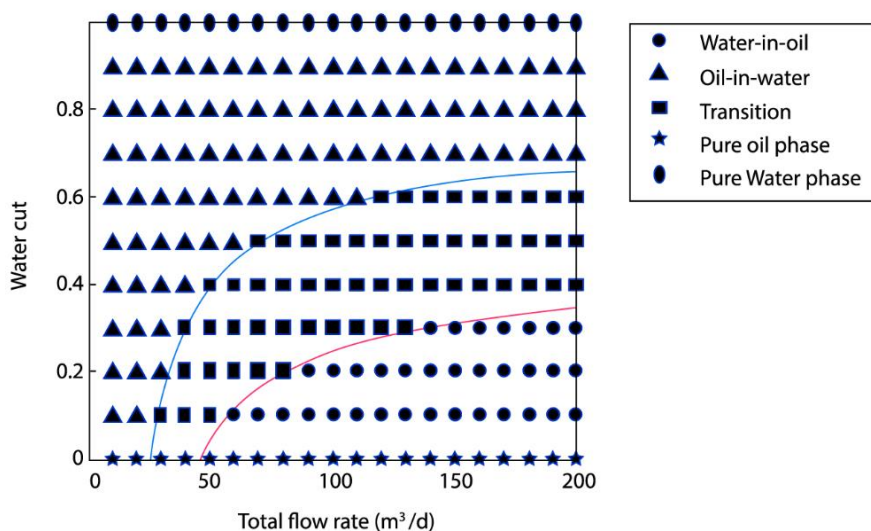 0.8
0.6
0.4
0.2
0
Water cut
0 50 100 150 200
Total flow rate (m³/d)
Water-in-oil
Oil-in-water
Transition
Pure oil phase
Pure Water phase